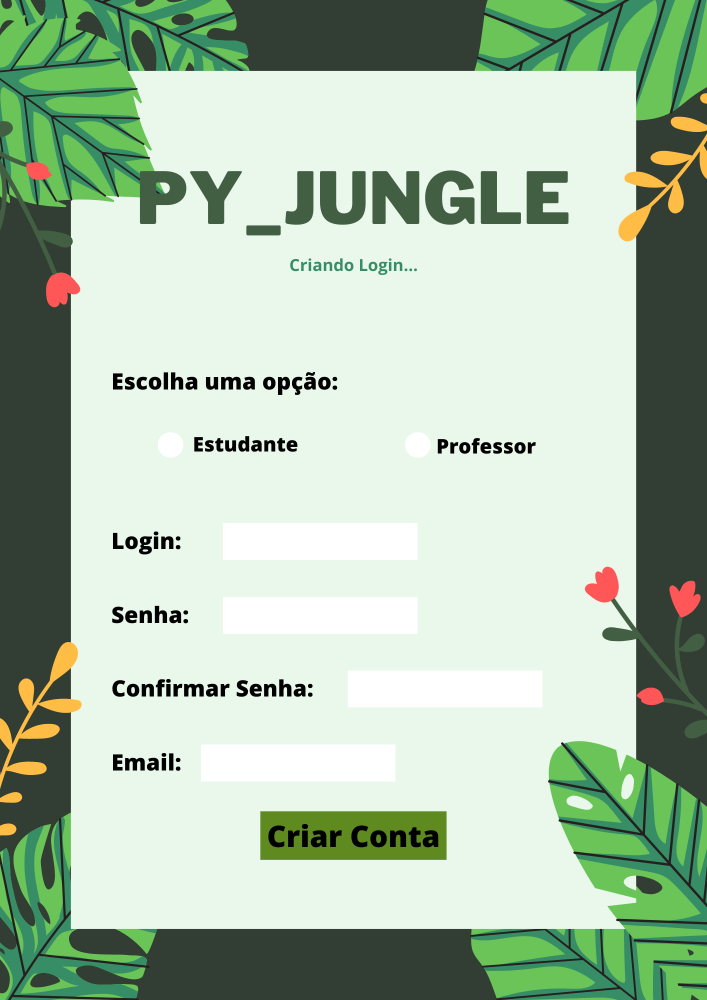 PY_JUNGLE
Criando Login...
Escolha uma opção:
Estudante Professor
Login:
Senha:
Confirmar Senha:
Email:
Criar Conta